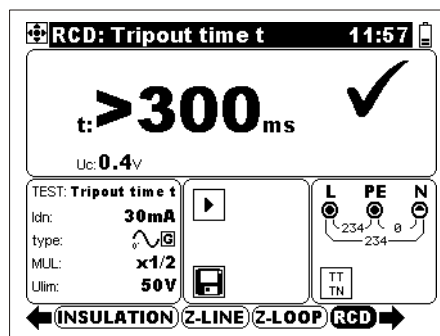 RCD: Tripout time t 11:57
t:>300ms
Uc:0.4V
TEST: Tripout time t
Idn: 30mA
type: 0° G
MUL: x1/2
Ulim: 50V
L PE N
234 0
234
TT
TN
INSULATION Z-LINE Z-LOOP RCD